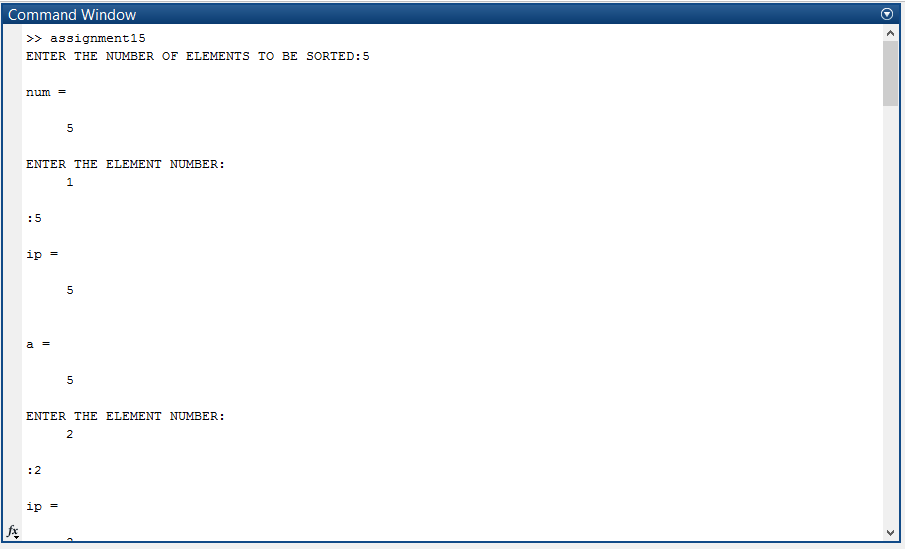 Command Window
>> assignment15
ENTER THE NUMBER OF ELEMENTS TO BE SORTED:5
num =
5
ENTER THE ELEMENT NUMBER:
1
:5
ip =
5
a =
5
ENTER THE ELEMENT NUMBER:
2
:2
ip =
fx